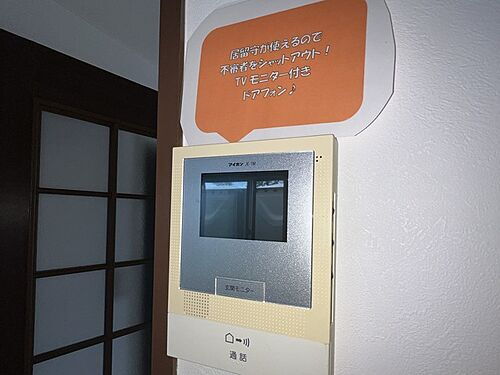 居留守が使えるので
不審者をシャットアウト！
TVモニター付き
ドアフォン♪
アイホン JE-1M
玄関モニター
通話